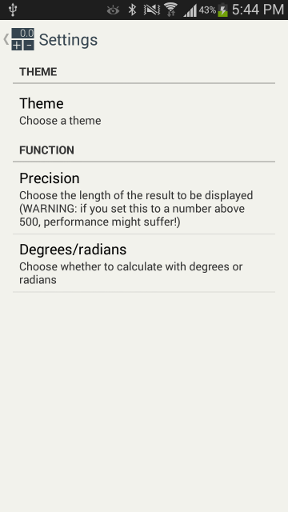 43% 5:44 PM
0.0
+ −
Settings
THEME
Theme
Choose a theme
FUNCTION
Precision
Choose the length of the result to be displayed
(WARNING: if you set this to a number above
500, performance might suffer!)
Degrees/radians
Choose whether to calculate with degrees or
radians